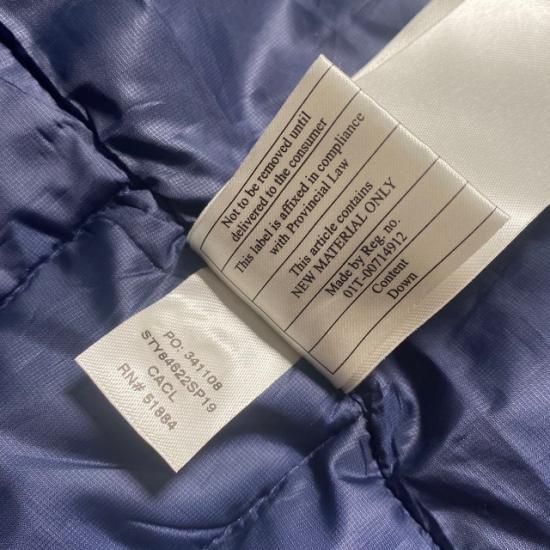 Not to be removed until
delivered to the consumer
This label is affixed in compliance
with Provincial Law
This article contains
NEW MATERIAL ONLY
Made by Reg. no.
01T-00714912
Content
Down
PO: 341108
STY84622SP19
CACL
RN# 51884